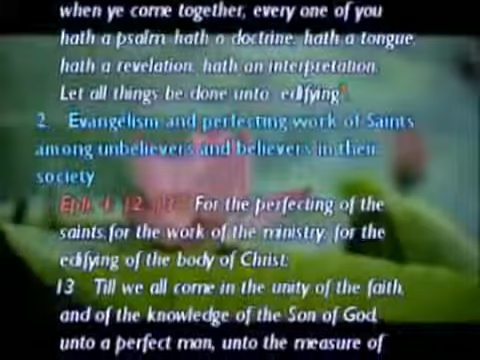 when ye come together, every one of you
hath a psalm, hath a doctrine, hath a tongue,
hath a revelation, hath an interpretation.
Let all things be done unto edifying"
2. Evangelism and perfecting work of Saints
among unbelievers and believers in their
society
Eph. 4. 12, 13" For the perfecting of the
saints, for the work of the ministry, for the
edifying of the body of Christ:
13 Till we all come in the unity of the faith,
and of the knowledge of the Son of God,
unto a perfect man, unto the measure of